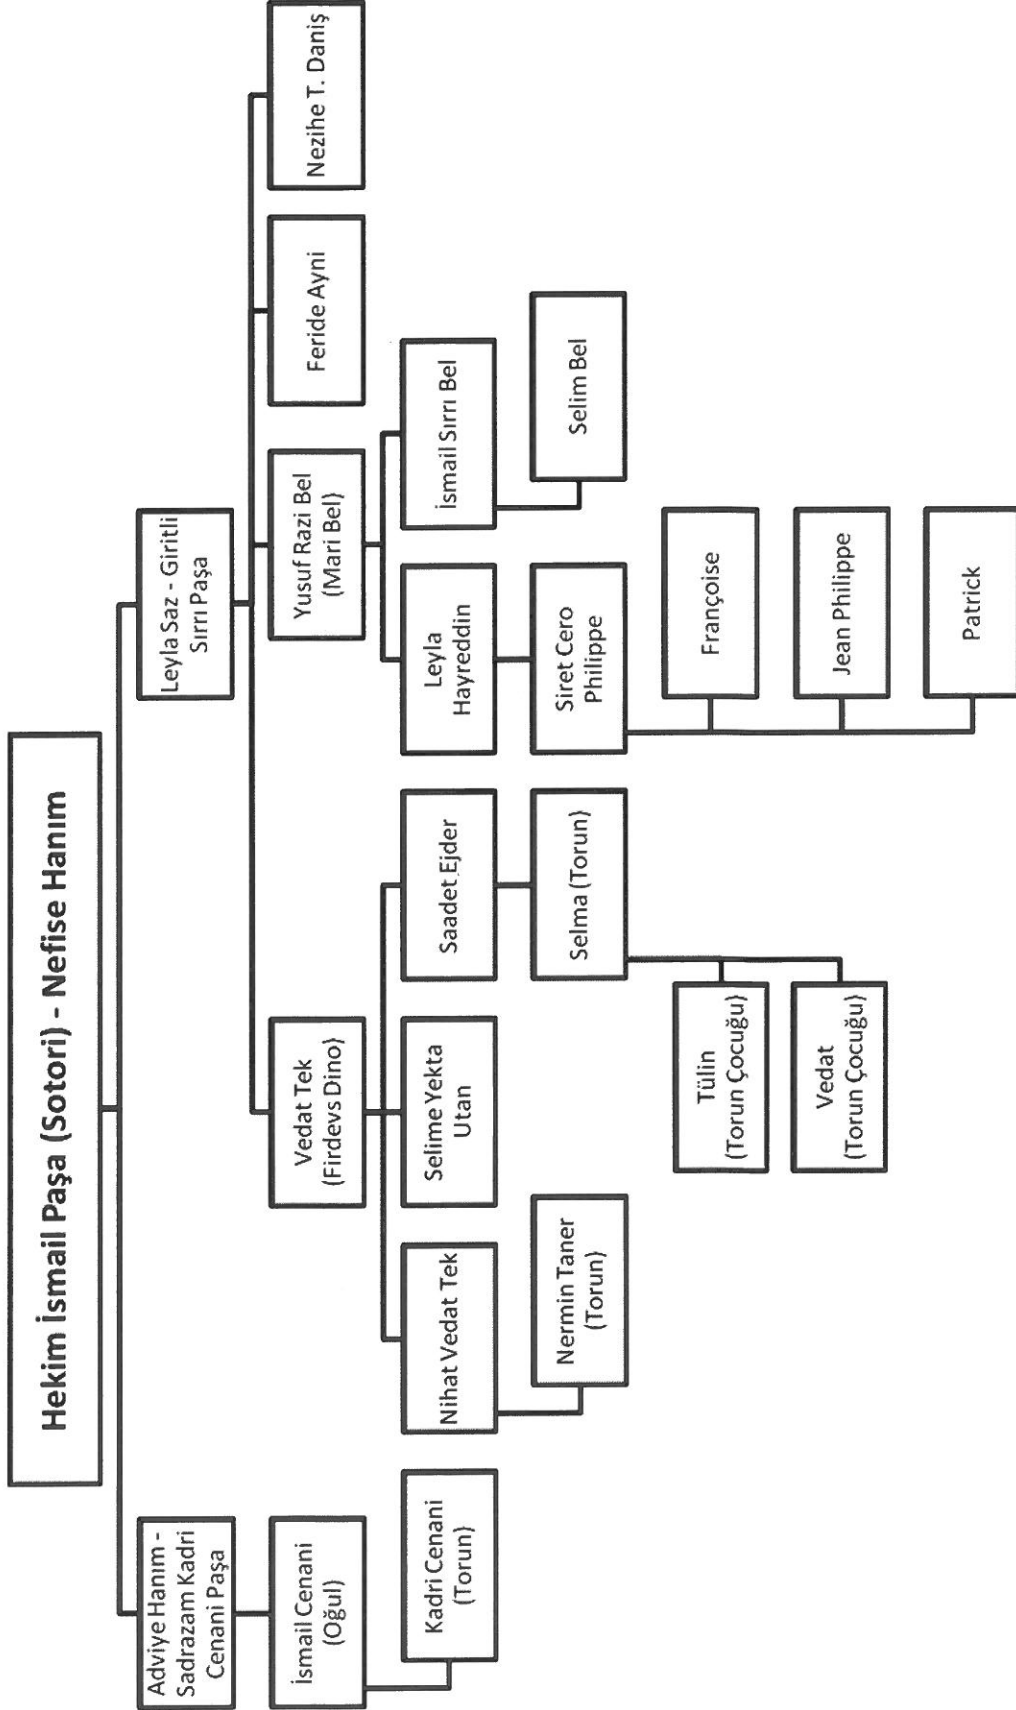 Hekim İsmail Paşa (Sotori) - Nefise Hanım
Adviye Hanım -
Sadrazam Kadri
Cenani Paşa
Leyla Saz - Giritli
Sırrı Paşa
İsmail Cenani
(Oğul)
Vedat Tek
(Firdevs Dino)
Yusuf Razi Bel
(Mari Bel)
Feride Ayni
Nezihe T. Daniş
Kadri Cenani
(Torun)
Nihat Vedat Tek
Selime Yekta
Utan
Saadet Ejder
Leyla
Hayreddin
İsmail Sırrı Bel
Nermin Taner
(Torun)
Selma (Torun)
Siret Cero
Philippe
Selim Bel
Tülin
(Torun Çocuğu)
Françoise
Vedat
(Torun Çocuğu)
Jean Philippe
Patrick